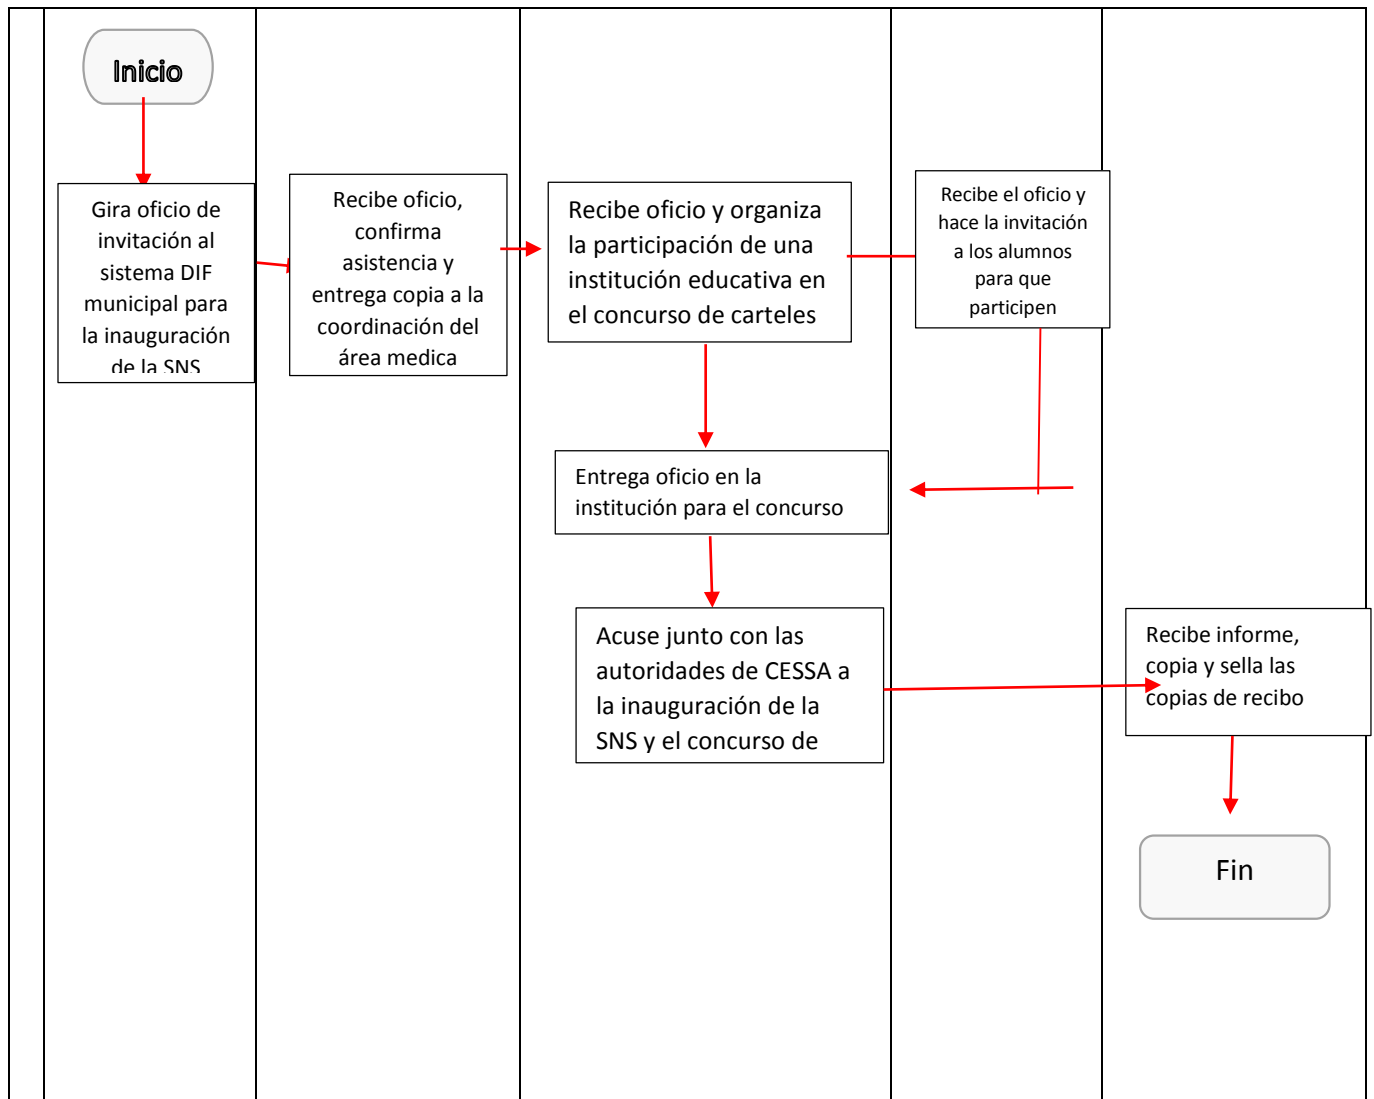 Inicio
Gira oficio de
invitación al
sistema DIF
municipal para
la inauguración
de la SNS
Recibe oficio,
confirma
asistencia y
entrega copia a la
coordinación del
área medica
Recibe oficio y organiza
la participación de una
institución educativa en
el concurso de carteles
Recibe el oficio y
hace la invitación
a los alumnos
para que
participen
Entrega oficio en la
institución para el concurso
Acuse junto con las
autoridades de CESSA a
la inauguración de la
SNS y el concurso de
Recibe informe,
copia y sella las
copias de recibo
Fin